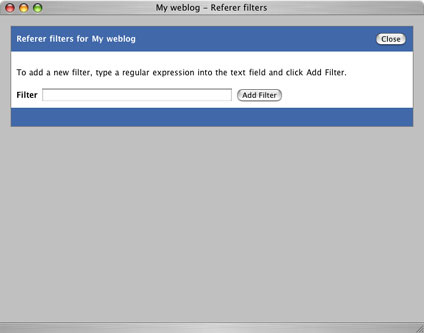 My weblog – Referer filters
Referer filters for My weblog
Close
To add a new filter, type a regular expression into the text field and click Add Filter.
Filter
Add Filter